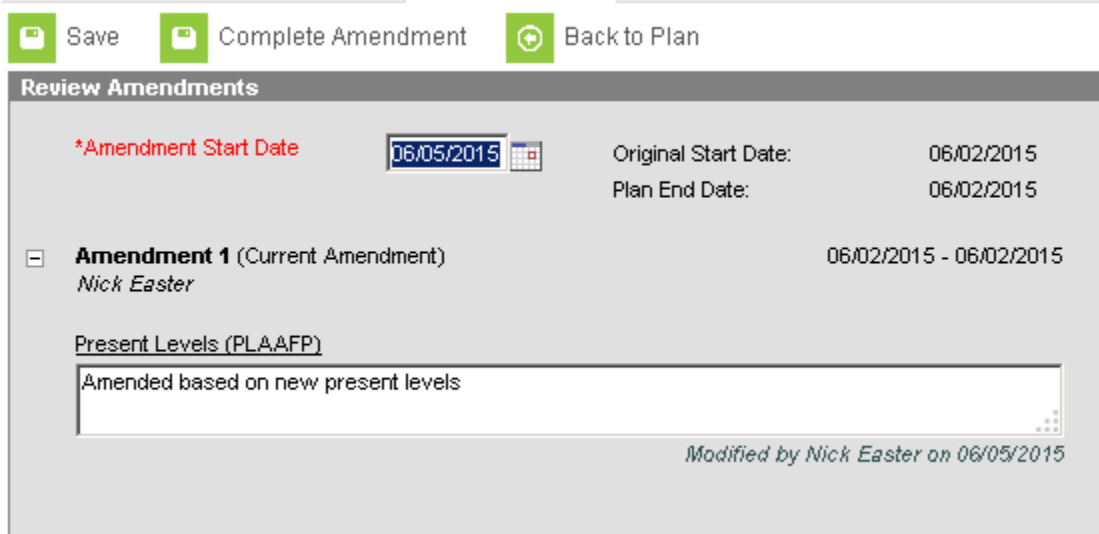 Save Complete Amendment Back to Plan
Review Amendments
*Amendment Start Date 06/05/2015 Original Start Date: 06/02/2015
Plan End Date: 06/02/2015
Amendment 1 (Current Amendment) 06/02/2015 - 06/02/2015
Nick Easter
Present Levels (PLAAFP)
Amended based on new present levels
Modified by Nick Easter on 06/05/2015